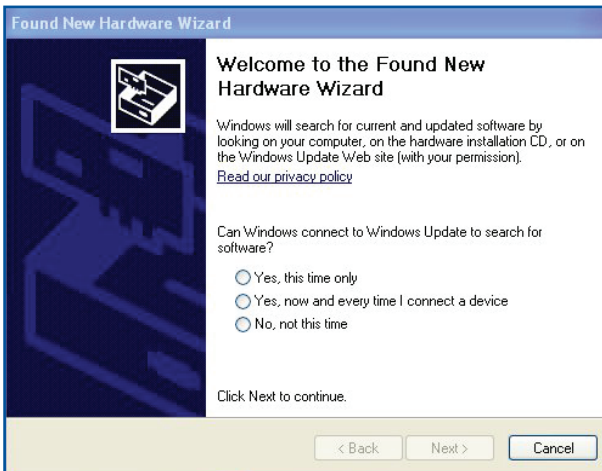 Found New Hardware Wizard
Welcome to the Found New
Hardware Wizard
Windows will search for current and updated software by
looking on your computer, on the hardware installation CD, or on
the Windows Update Web site (with your permission).
Read our privacy policy
Can Windows connect to Windows Update to search for
software?
Yes, this time only
Yes, now and every time I connect a device
No, not this time
Click Next to continue.
< Back Next > Cancel